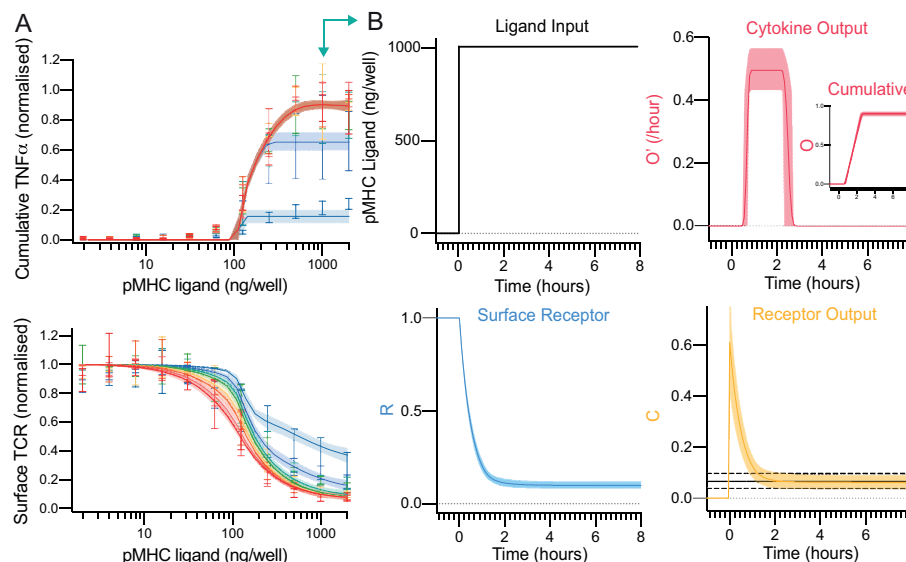 A
Cumulative TNFα (normalised)
1.2
1.0
0.8
0.6
0.4
0.2
0.0
10
100
1000
pMHC ligand (ng/well)
B
Ligand Input
pMHC Ligand (ng/well)
1000
500
0
0
2
4
6
8
Time (hours)
Cytokine Output
O' (/hour)
0.6
0.4
0.2
0.0
0
2
4
6
Time (hours)
Cumulative
O
1.0
0.5
0.0
0
2
4
6
Surface TCR (normalised)
1.2
1.0
0.8
0.6
0.4
0.2
0.0
10
100
1000
pMHC ligand (ng/well)
Surface Receptor
R
1.0
0.5
0.0
0
2
4
6
8
Time (hours)
Receptor Output
C
0.6
0.4
0.2
0.0
0
2
4
6
Time (hours)